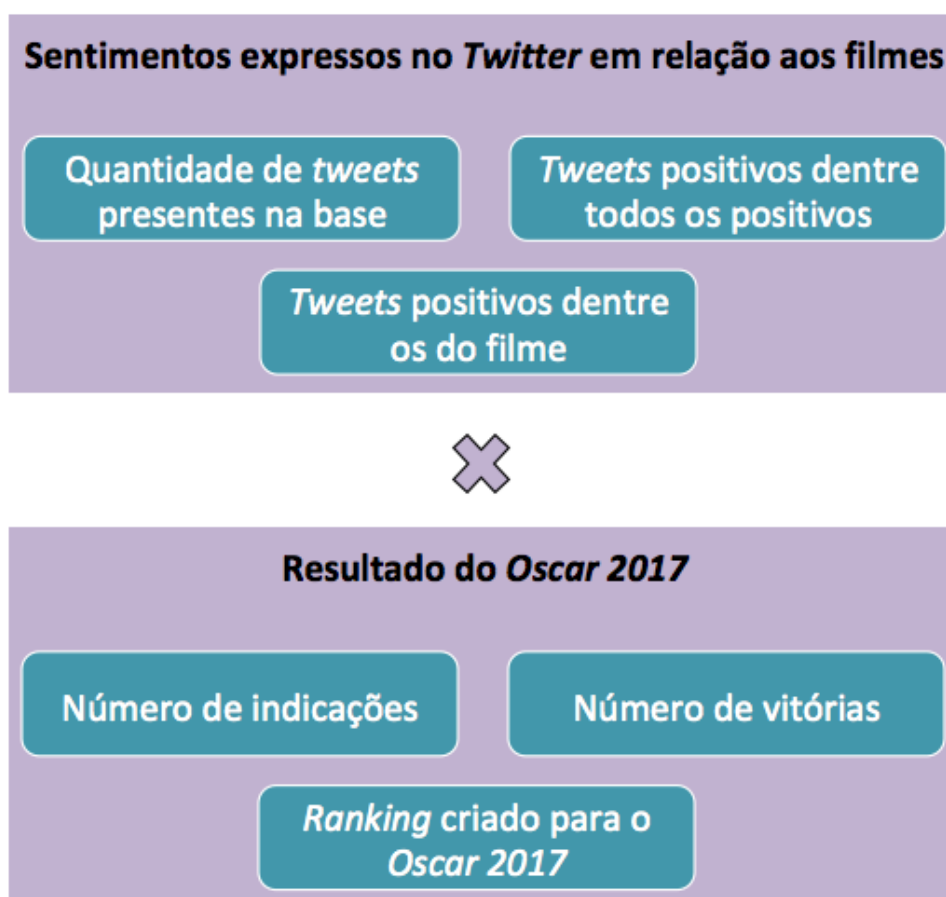 Sentimentos expressos no Twitter em relação aos filmes
Quantidade de tweets
presentes na base
Tweets positivos dentre
todos os positivos
Tweets positivos dentre
os do filme
Resultado do Oscar 2017
Número de indicações
Número de vitórias
Ranking criado para o
Oscar 2017